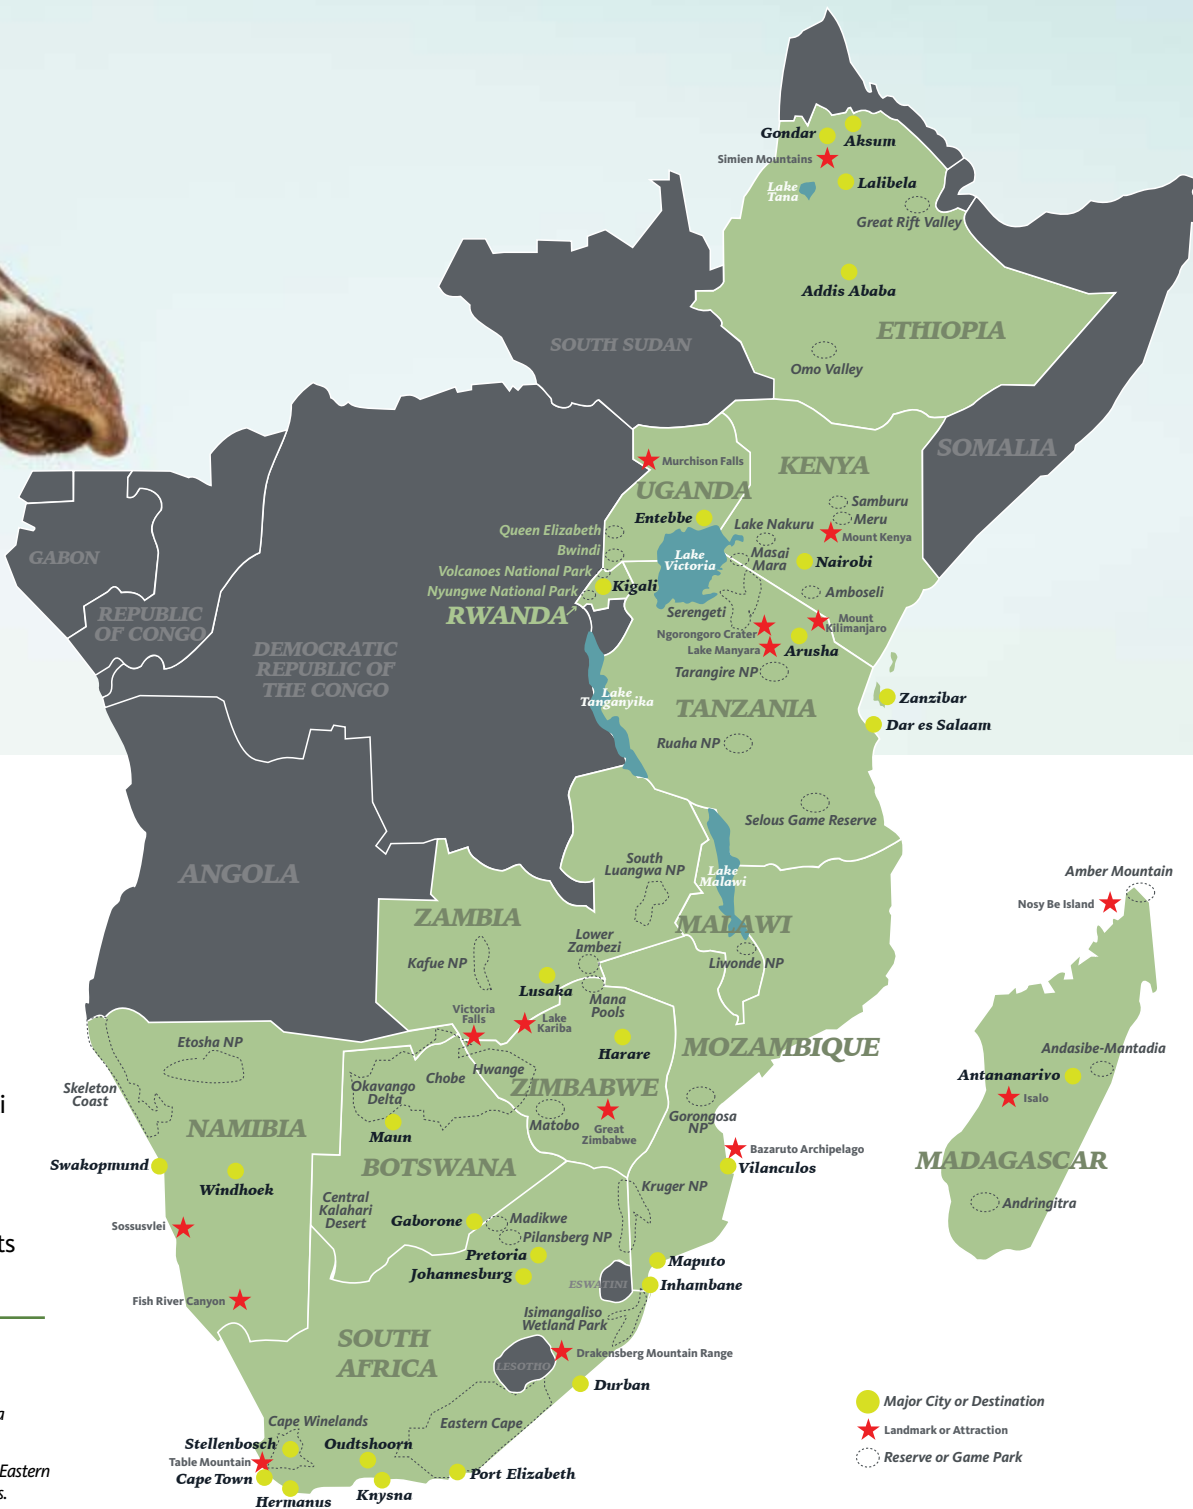 Gondar
Aksum
Simien Mountains
Lake
Tana
Lalibela
Great Rift Valley
Addis Ababa
ETHIOPIA
SOUTH SUDAN
Omo Valley
SOMALIA
Murchison Falls
KENYA
UGANDA
Samburu
Meru
Entebbe
Lake Nakuru
Mount Kenya
Queen Elizabeth
Bwindi
Lake
Victoria
Masai
Mara
Nairobi
GABON
Volcanoes National Park
Kigali
Nyungwe National Park
Amboseli
RWANDA
Serengeti
REPUBLIC
OF CONGO
Mount
Kilimanjaro
Ngorongoro Crater
Lake Manyara
Arusha
DEMOCRATIC
REPUBLIC OF
THE CONGO
Tarangire NP
Lake
Tanganyika
Zanzibar
TANZANIA
Dar es Salaam
Ruaha NP
Selous Game Reserve
ANGOLA
South
Luangwa NP
Lake
Malawi
Amber Mountain
Nosy Be Island
ZAMBIA
MALAWI
Lower
Zambezi
Kafue NP
Liwonde NP
Lusaka
Mana
Pools
Victoria
Falls
Lake
Kariba
Etosha NP
Harare
MOZAMBIQUE
Andasibe-Mantadia
Antananarivo
Isalo
Skeleton
Coast
Okavango
Delta
Chobe
Hwange
ZIMBABWE
i
NAMIBIA
Maun
Matobo
Great
Zimbabwe
Gorongosa
NP
Bazaruto Archipelago
Vilanculos
Swakopmund
Windhoek
BOTSWANA
MADAGASCAR
Kruger NP
Andringitra
Central
Kalahari
Desert
Gaborone
Madikwe
Pilansberg NP
Sossusvlei
ts
Pretoria
Johannesburg
Maputo
ESWATINI
Inhambane
Fish River Canyon
Isimangaliso
Wetland Park
SOUTH
AFRICA
LESOTHO
Drakensberg Mountain Range
Durban
Cape Winelands
Eastern Cape
a
Stellenbosch
Oudtshoorn
Table Mountain
Cape Town
Port Elizabeth
Hermanus
Knysna
Eastern
s.
Major City or Destination
Landmark or Attraction
Reserve or Game Park